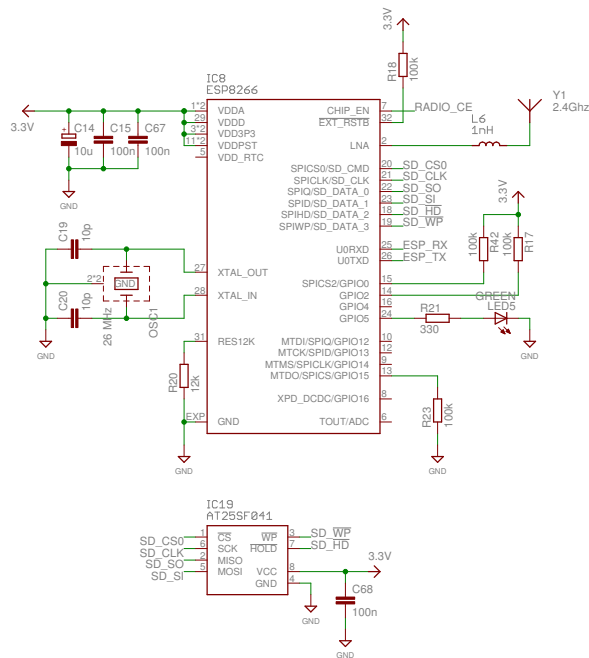 3.3V
IC8
ESP8266
R18
100k
Y1
2.4Ghz
3.3V
C14
10u
C15
100n
C67
100n
1*2
29
3*2
11*2
5
VDDA
VDDD
VDD3P3
VDDPST
VDD_RTC
CHIP_EN
EXT_RSTB
LNA
7
32
2
RADIO_CE
L6
1nH
GND
SPICS0/SD_CMD
SPICLK/SD_CLK
SPIQ/SD_DATA_0
SPID/SD_DATA_1
SPIHD/SD_DATA_2
SPIWP/SD_DATA_3
20
21
22
23
18
19
SD_CS0
SD_CLK
SD_SO
SD_SI
SD_HD
SD_WP
3.3V
C19
10p
C20
10p
2*2
GND
26 MHz
OSC1
27
28
XTAL_OUT
XTAL_IN
U0RXD
U0TXD
25
26
ESP_RX
ESP_TX
100k
R42
100k
R17
SPICS2/GPIO0
GPIO2
GPIO4
GPIO5
15
14
16
24
R21
330
GREEN
LED5
GND
GND
31
RES12K
R20
12k
MTDI/SPIQ/GPIO12
MTCK/SPID/GPIO13
MTMS/SPICLK/GPIO14
MTDO/SPICS/GPIO15
10
12
9
13
XPD_DCDC/GPIO16
8
R23
100k
EXP
GND
TOUT/ADC
6
GND
GND
IC19
AT25SF041
SD_CS0
SD_CLK
SD_SO
SD_SI
1
6
2
5
CS
SCK
MISO
MOSI
WP
HOLD
VCC
GND
3
7
8
4
SD_WP
SD_HD
3.3V
C68
100n
GND
GND